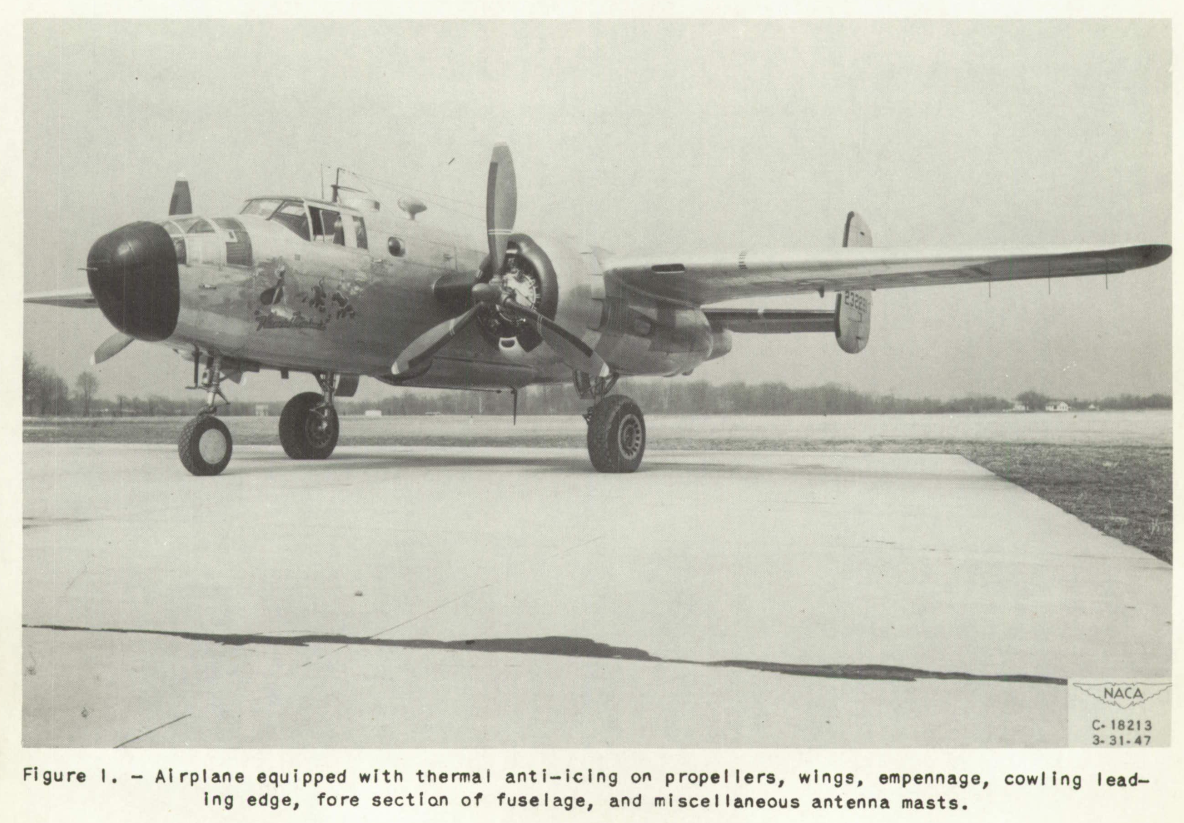 NACA
C-18213
3-31-47
Figure 1. - Airplane equipped with thermal anti-icing on propellers, wings, empennage, cowling lead-
ing edge, fore section of fuselage, and miscellaneous antenna masts.